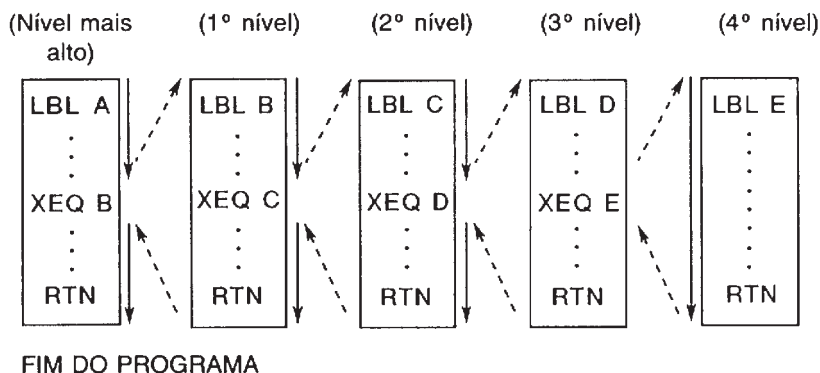 (Nível mais alto)
(1º nível)
(2º nível)
(3º nível)
(4º nível)
LBL A
XEQ B
RTN
LBL B
XEQ C
RTN
LBL C
XEQ D
RTN
LBL D
XEQ E
RTN
LBL E
RTN
FIM DO PROGRAMA